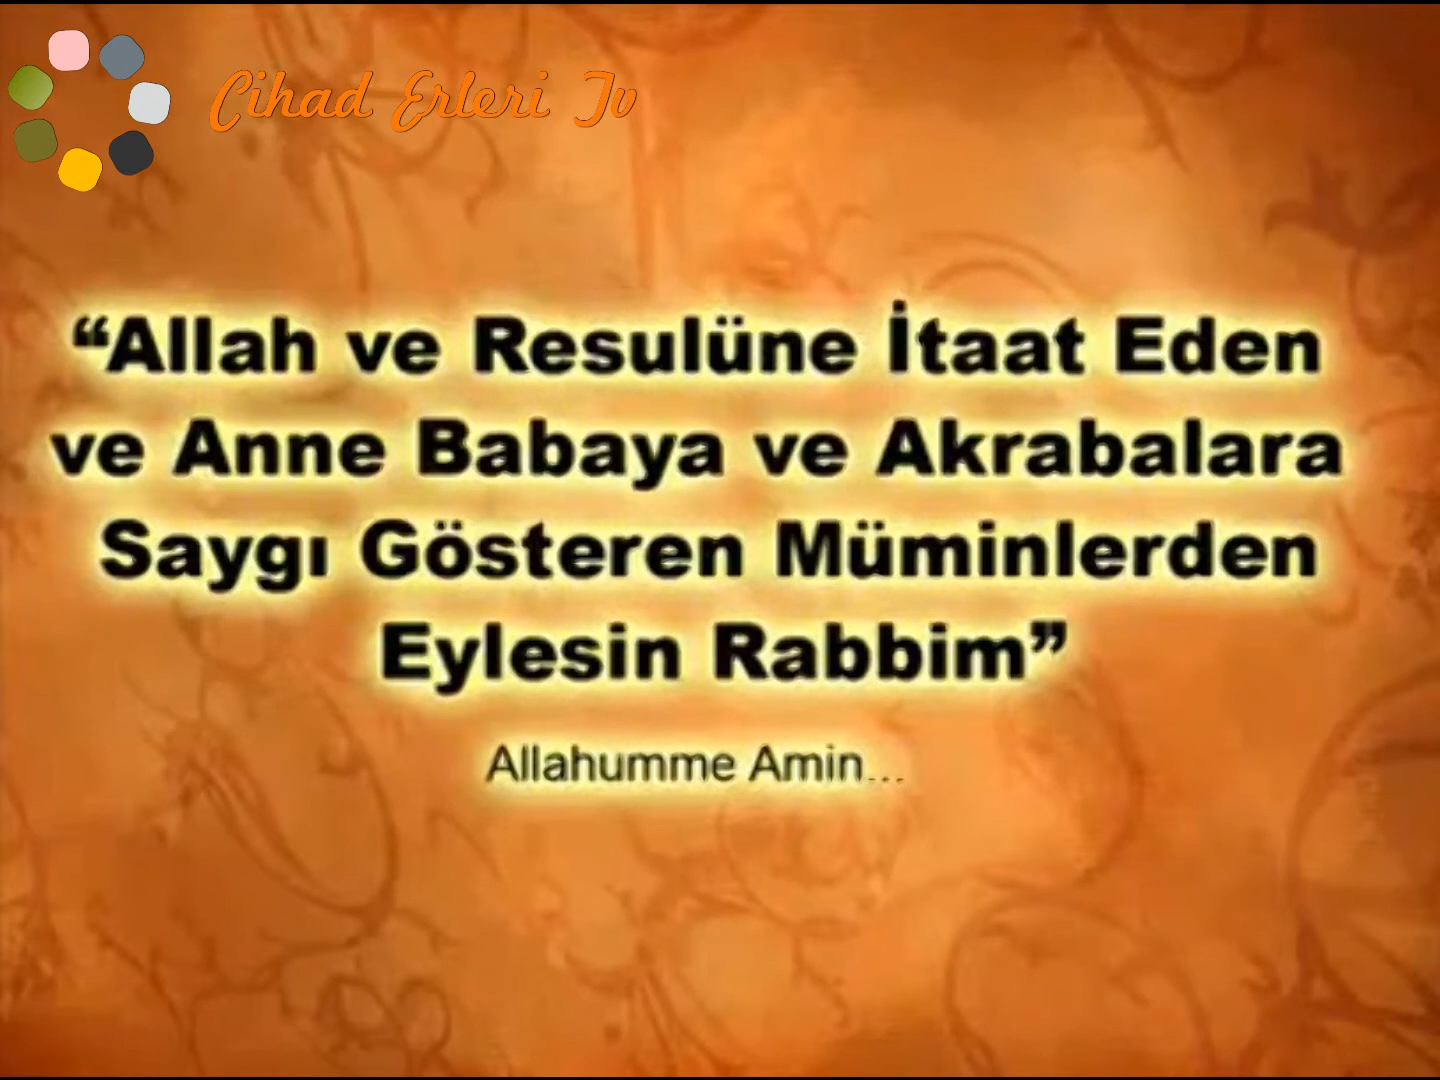 Cihad Erleri Tv
“Allah ve Resulüne İtaat Eden
ve Anne Babaya ve Akrabalara
Saygı Gösteren Müminlerden
Eylesin Rabbim”
Allahumme Amin...